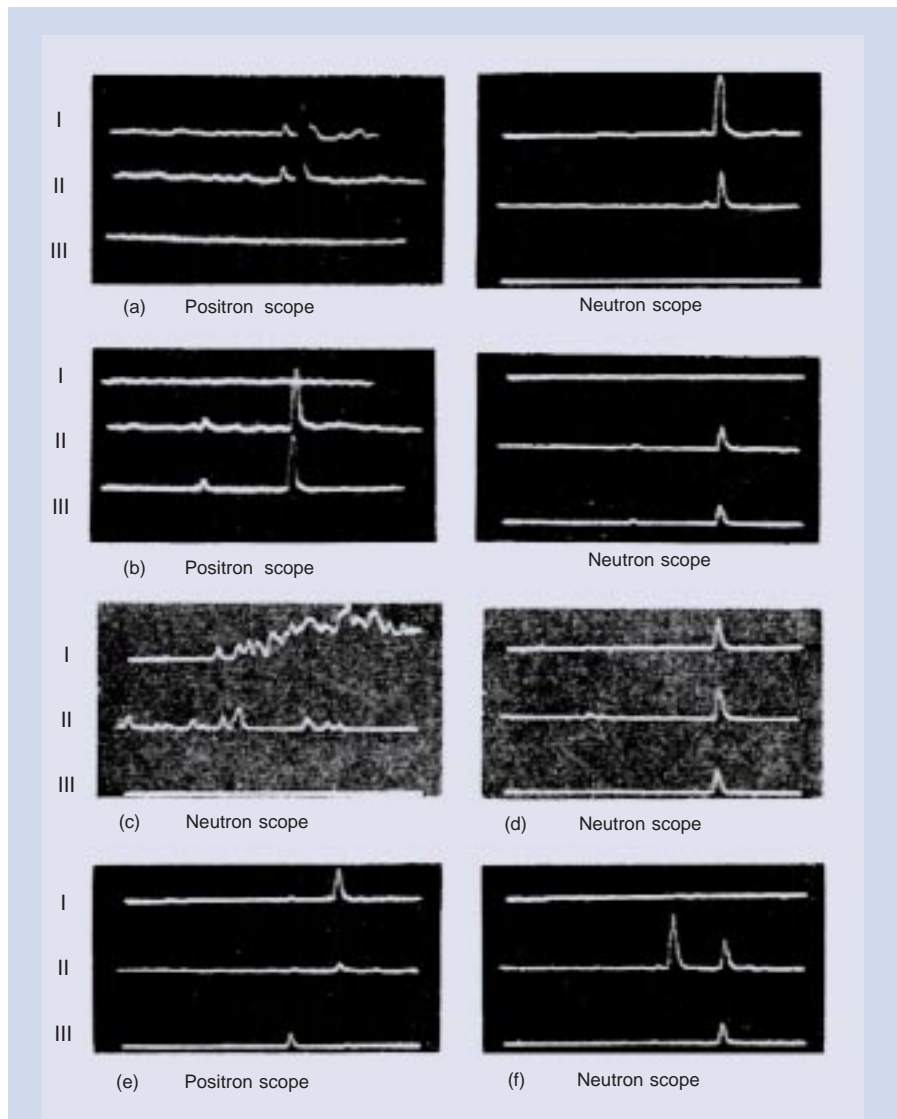 I
II
III
(a) Positron scope
Neutron scope
I
II
III
(b) Positron scope
Neutron scope
I
II
III
(c) Neutron scope
(d) Neutron scope
I
II
III
(e) Positron scope
(f) Neutron scope